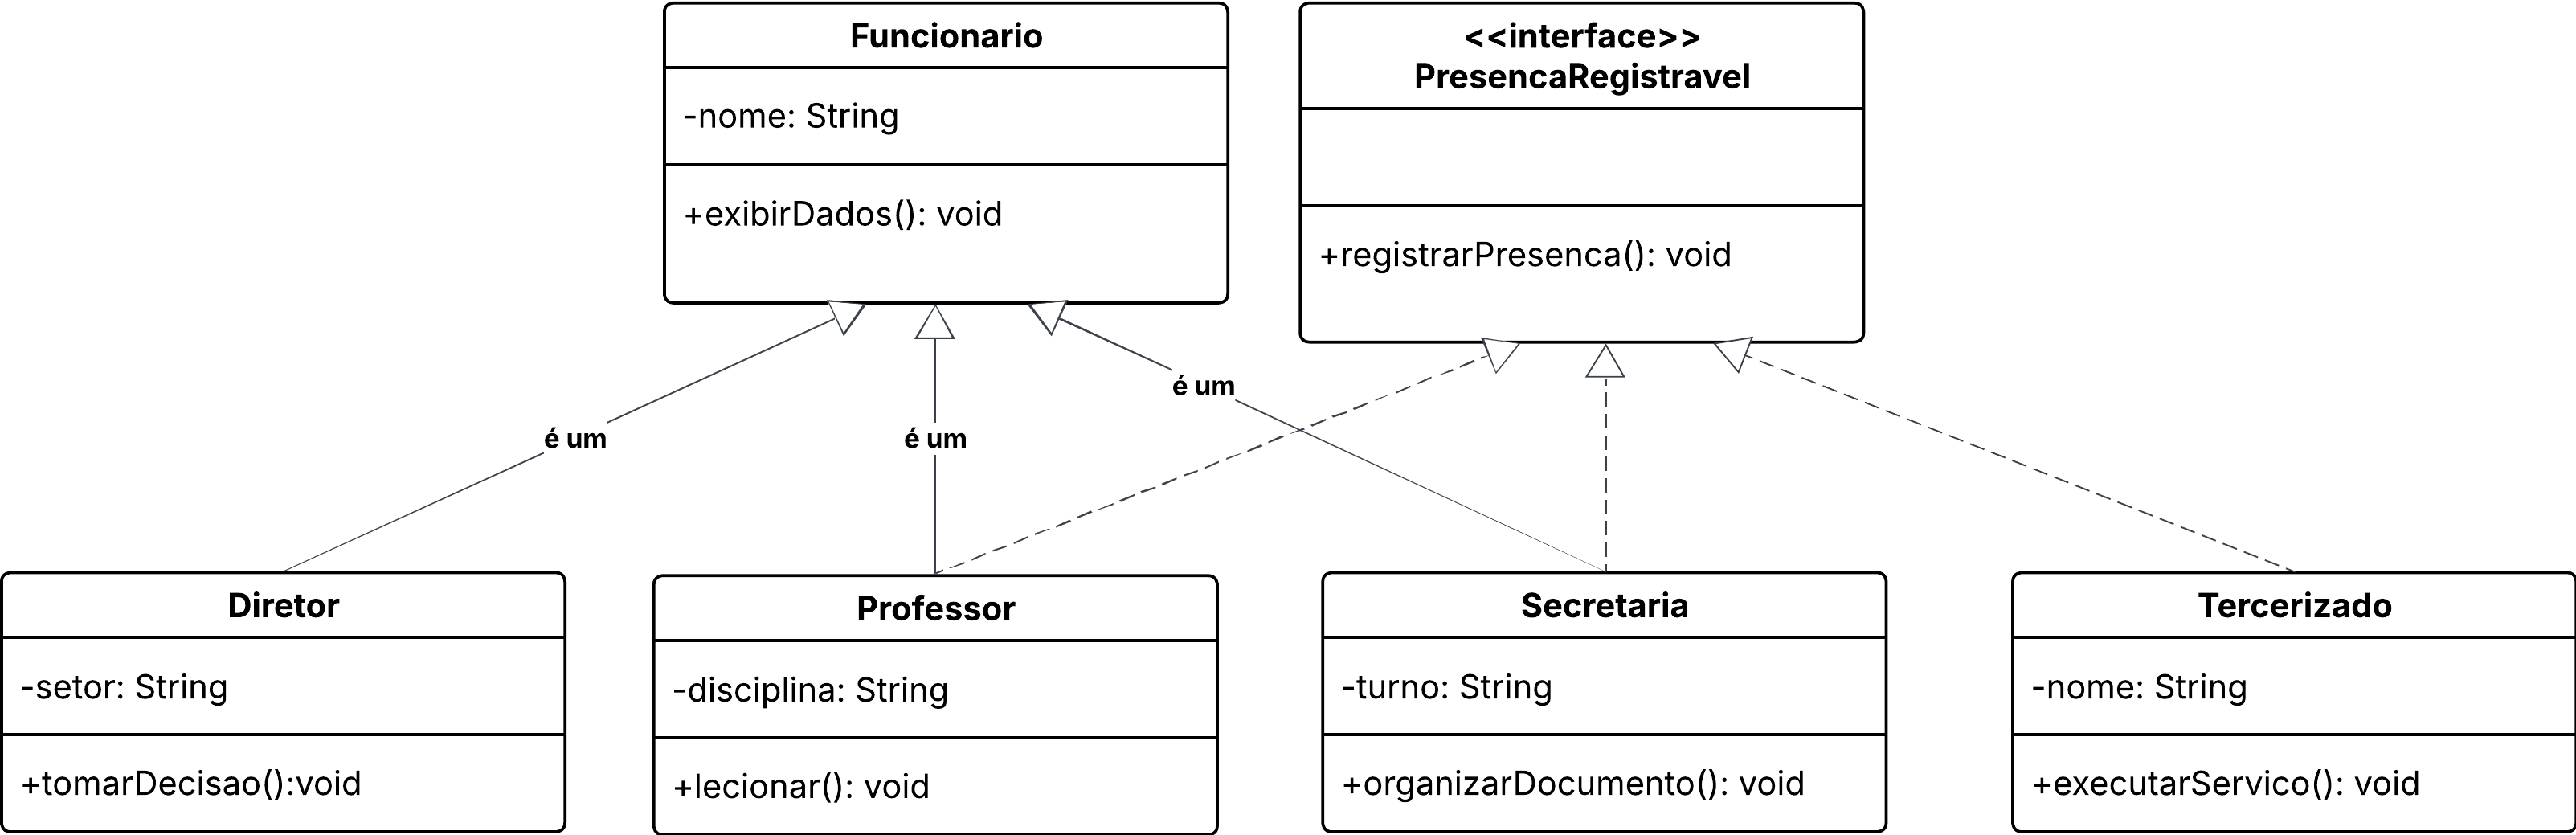 Funcionario
-nome: String
+exibirDados(): void
<<interface>>
PresencaRegistravel
+registrarPresenca(): void
é um
é um
é um
Diretor
-setor: String
+tomarDecisao():void
Professor
-disciplina: String
+lecionar(): void
Secretaria
-turno: String
+organizarDocumento(): void
Tercerizado
-nome: String
+executarServico(): void